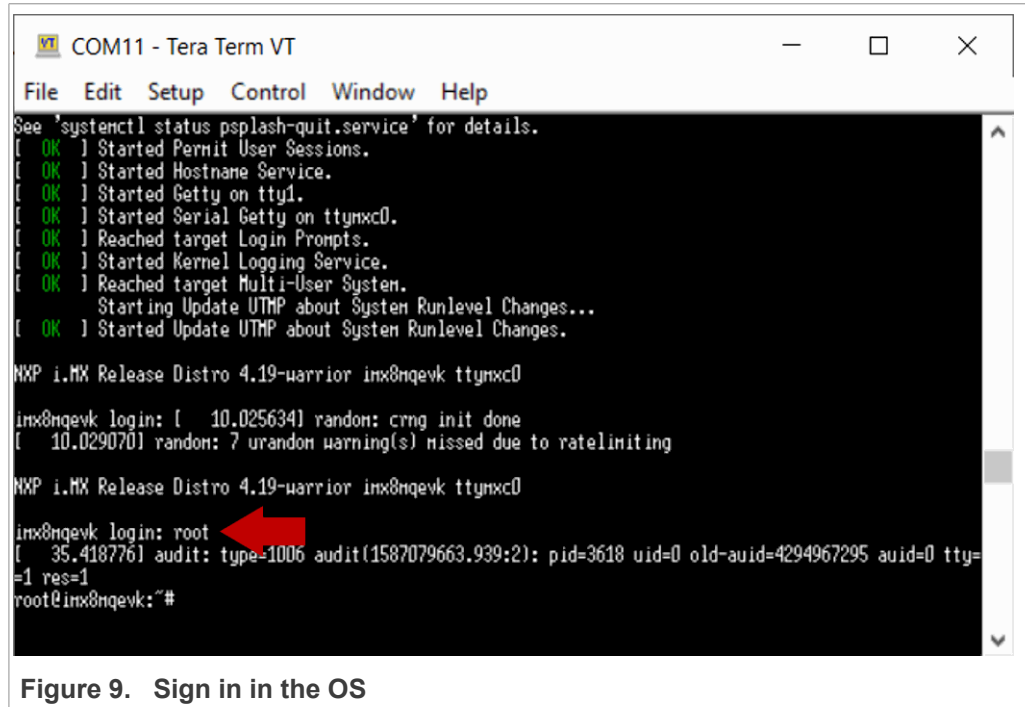 COM11 - Tera Term VT
File Edit Setup Control Window Help
See 'systemctl status psplash-quit.service' for details.
[ OK ] Started Permit User Sessions.
[ OK ] Started Hostname Service.
[ OK ] Started Getty on tty1.
[ OK ] Started Serial Getty on ttymxc0.
[ OK ] Reached target Login Prompts.
[ OK ] Started Kernel Logging Service.
[ OK ] Reached target Multi-User System.
Starting Update UTMP about System Runlevel Changes...
[ OK ] Started Update UTMP about System Runlevel Changes.
NXP i.MX Release Distro 4.19-warrior imx8mqevk ttymxc0
imx8mqevk login: [ 10.025634] random: crng init done
[ 10.029070] random: 7 urandom warning(s) missed due to ratelimiting
NXP i.MX Release Distro 4.19-warrior imx8mqevk ttymxc0
imx8mqevk login: root
[ 35.418776] audit: type=1006 audit(1587079663.939:2): pid=3618 uid=0 old-auid=4294967295 auid=0 tty=
=1 res=1
root@imx8mqevk:~#
Figure 9. Sign in in the OS